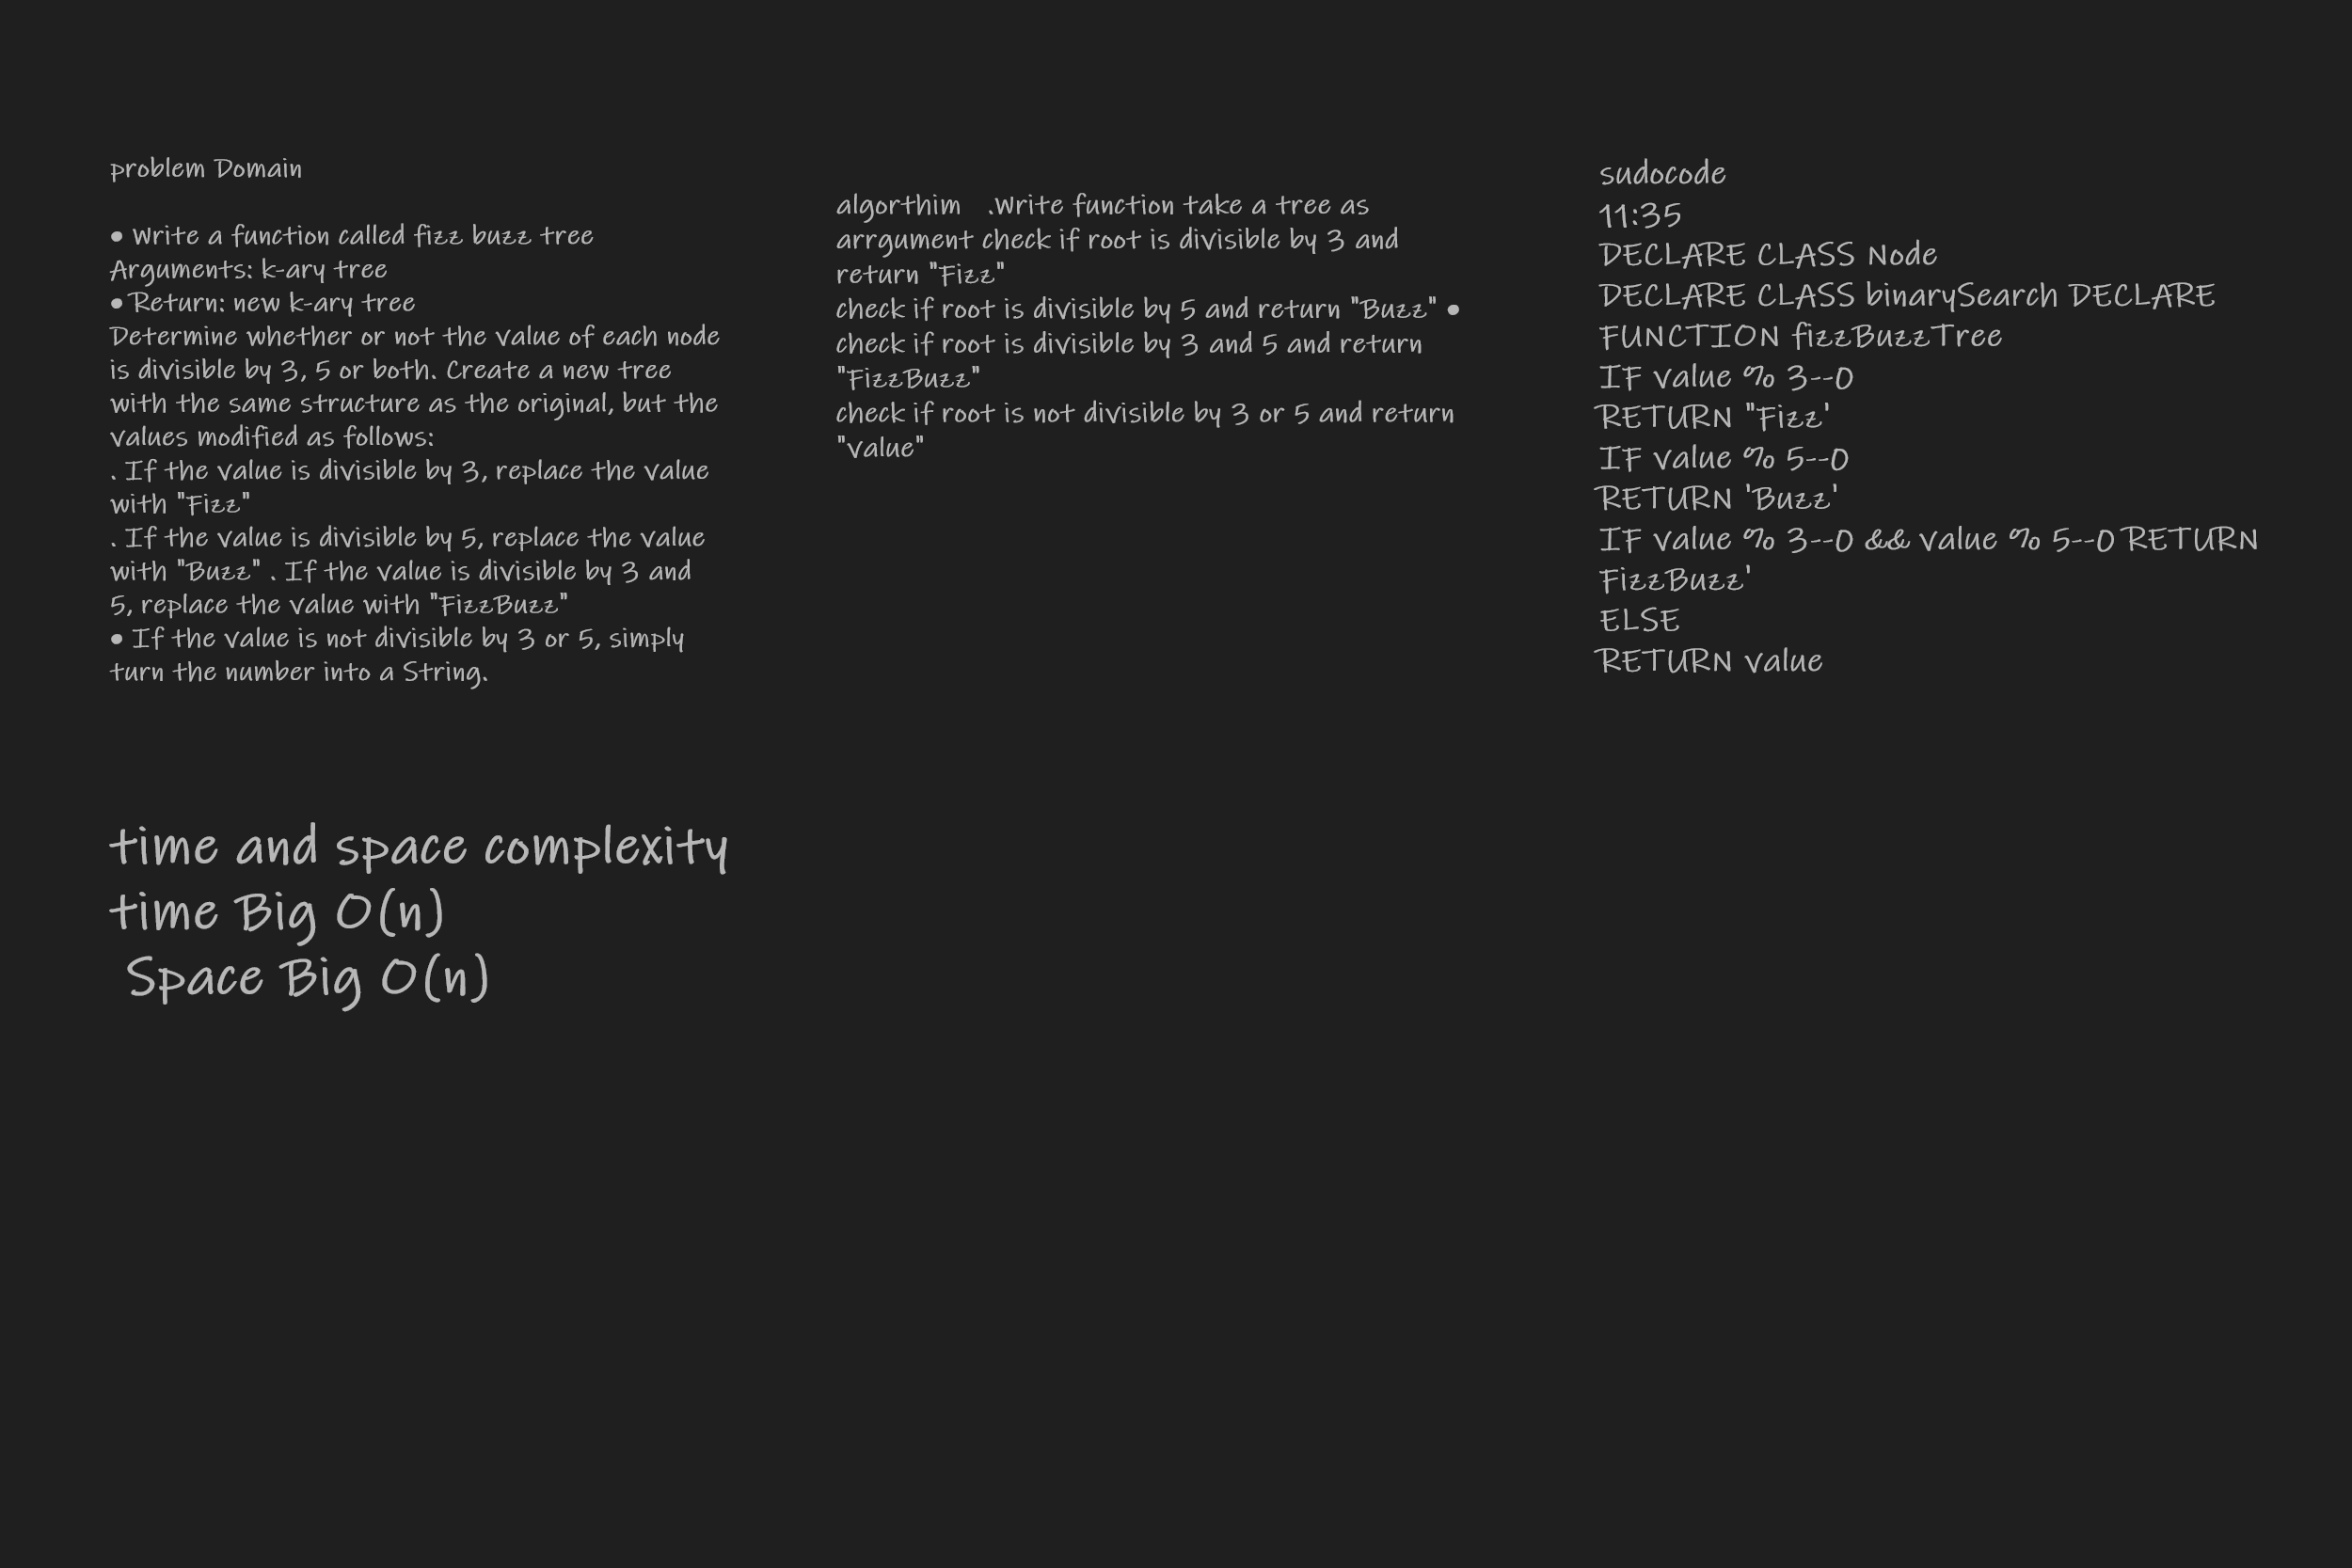 problem Domain
• Write a function called fizz buzz tree
Arguments: k-ary tree
• Return: new k-ary tree
Determine whether or not the value of each node
is divisible by 3, 5 or both. Create a new tree
with the same structure as the original, but the
values modified as follows:
. If the value is divisible by 3, replace the value
with "Fizz"
. If the value is divisible by 5, replace the value
with "Buzz" . If the value is divisible by 3 and
5, replace the value with "FizzBuzz"
• If the value is not divisible by 3 or 5, simply
turn the number into a String.
time and space complexity
time Big O(n)
Space Big O(n)
algorthim .Write function take a tree as
arrgument check if root is divisible by 3 and
return "Fizz"
check if root is divisible by 5 and return "Buzz" •
check if root is divisible by 3 and 5 and return
"FizzBuzz"
check if root is not divisible by 3 or 5 and return
"Value"
sudocode
11:35
DECLARE CLASS Node
DECLARE CLASS binarySearch DECLARE
FUNCTION fizzBuzzTree
IF value % 3--0
RETURN "Fizz'
IF value % 5--0
RETURN 'Buzz'
IF value % 3--0 && value % 5--0 RETURN
FizzBuzz'
ELSE
RETURN value